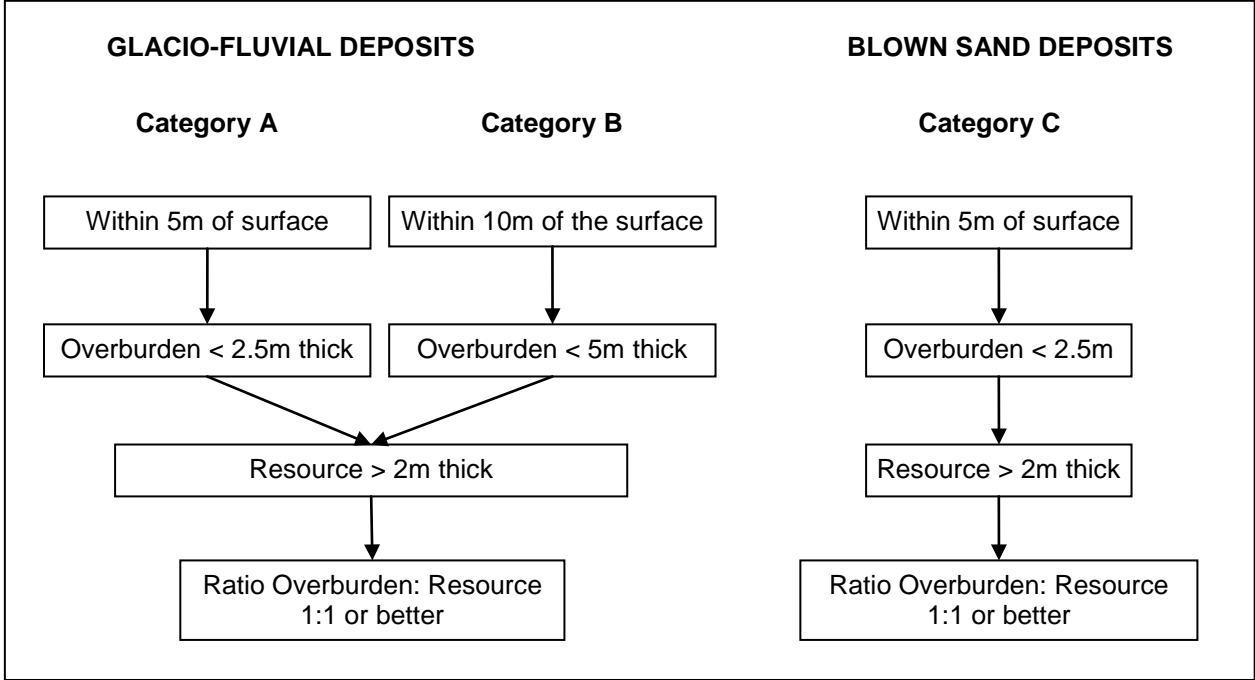 GLACIO-FLUVIAL DEPOSITS
BLOWN SAND DEPOSITS
Category A
Category B
Category C
Within 5m of surface
Within 10m of the surface
Within 5m of surface
Overburden < 2.5m thick
Overburden < 5m thick
Overburden < 2.5m
Resource > 2m thick
Resource > 2m thick
Ratio Overburden: Resource
1:1 or better
Ratio Overburden: Resource
1:1 or better